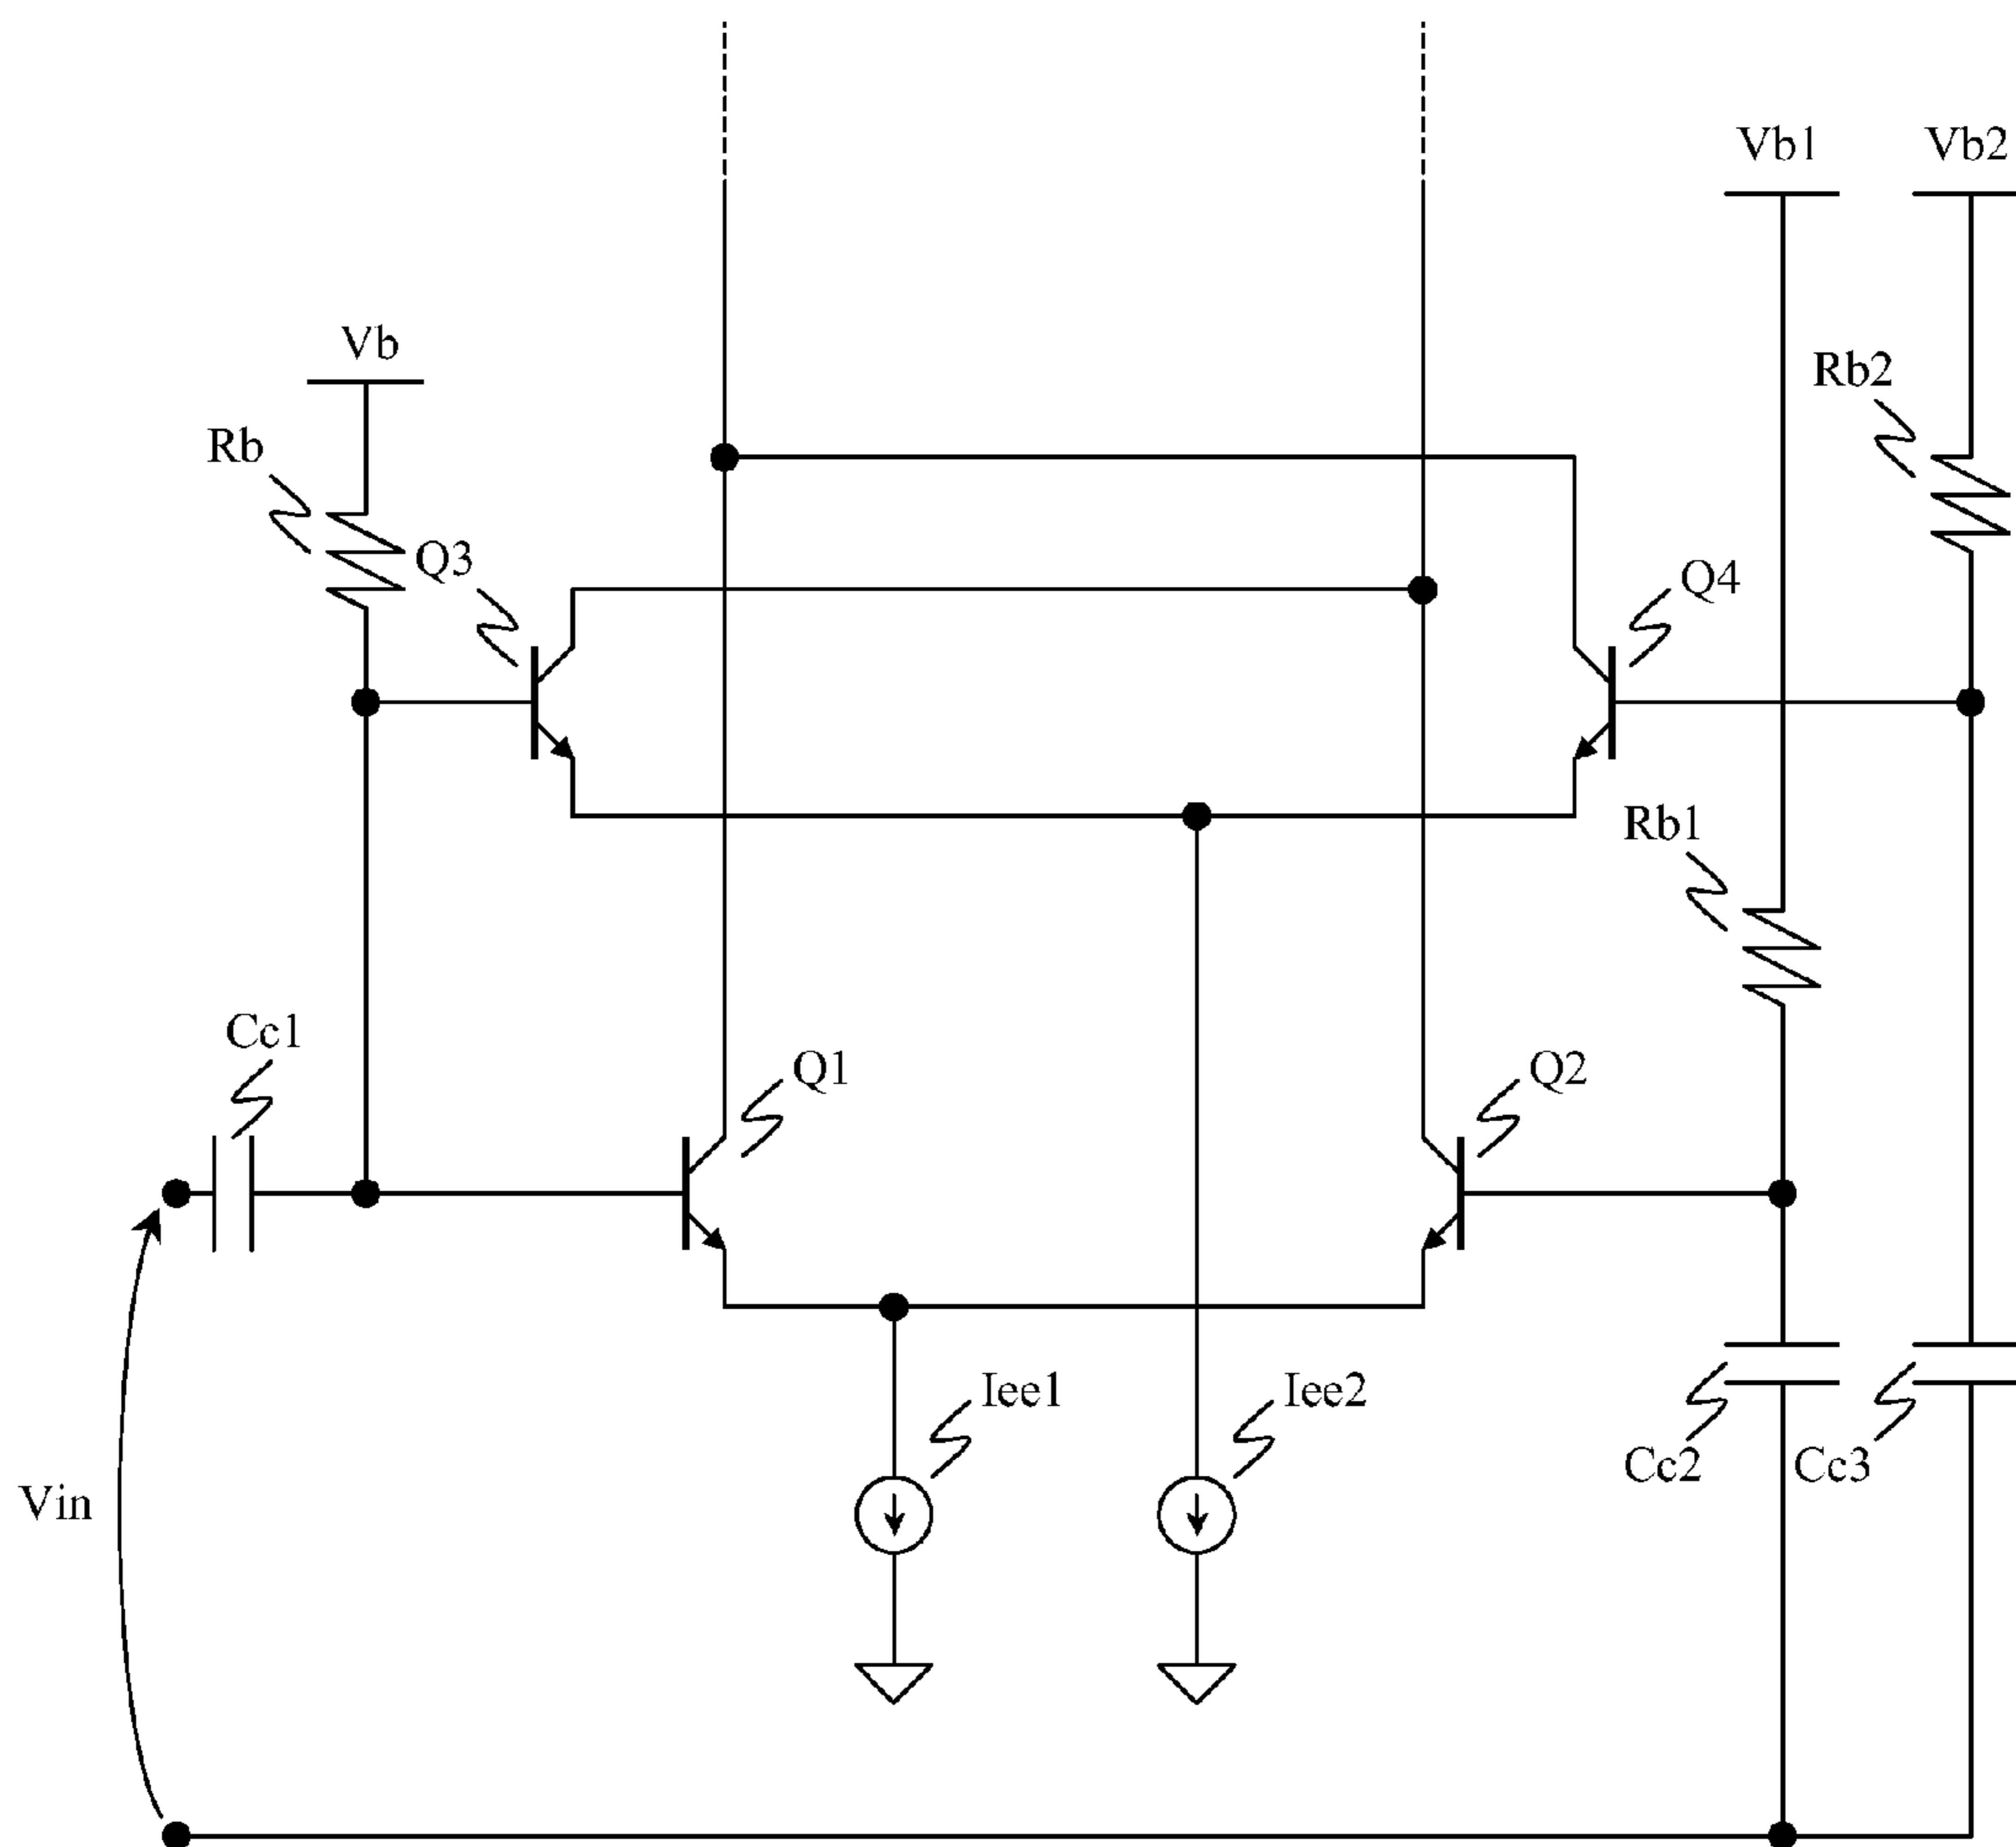 Vb1
Vb2
Vb
Rb2
Rb
Q3
Q4
Rb1
Cc1
Q1
Q2
Iee1
Iee2
Cc2
Cc3
Vin